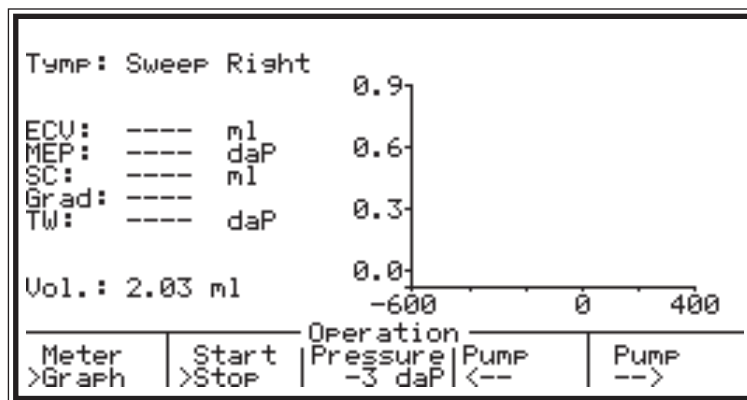 Tymp: Sweep Right
0.9
ECV: ---- ml
MEP: ---- daP
0.6
SC: ---- ml
Grad: ----
TW: ---- daP
0.3
0.0
Vol.: 2.03 ml
-600 0 400
Operation
Meter Start Pressure Pump Pump
>Graph >Stop -3 daP <-- -->